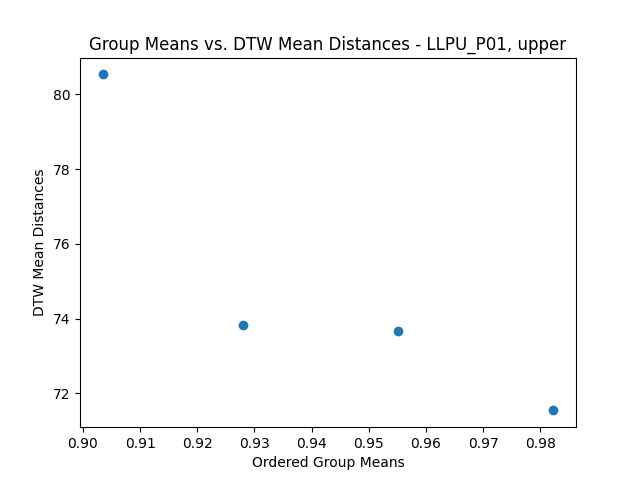 Group Means vs. DTW Mean Distances - LLPU_P01, upper
80
78
76
74
72
DTW Mean Distances
0.90 0.91 0.92 0.93 0.94 0.95 0.96 0.97 0.98
Ordered Group Means